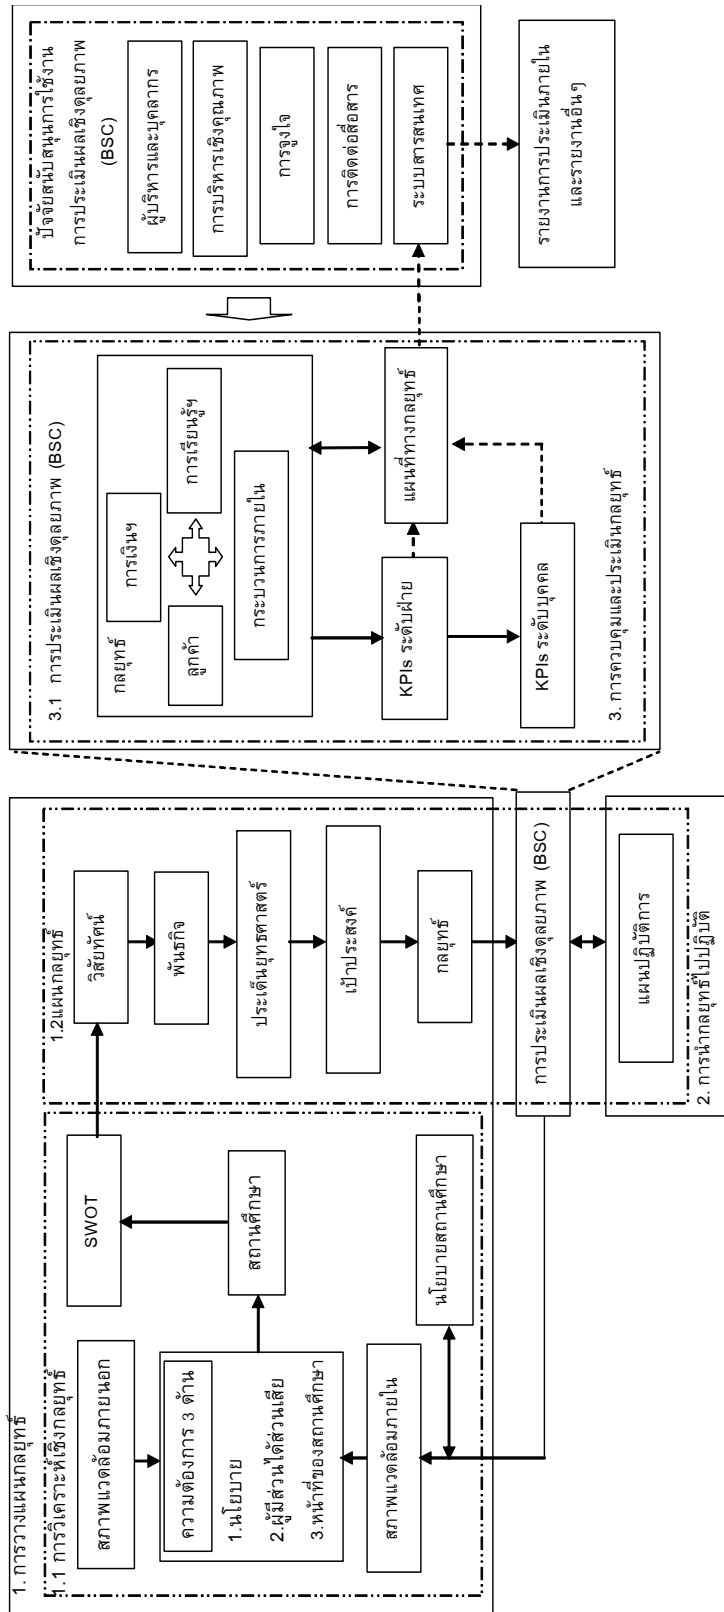 1. การวางแผนกลยุทธ์
1.1 การวิเคราะห์เชิงกลยุทธ์
สภาพแวดล้อมภายนอก
ความต้องการ 3 ด้าน
1.นโยบาย
2.ผู้มีส่วนได้ส่วนเสีย
3.หน้าที่ของสถานศึกษา
สภาพแวดล้อมภายใน
SWOT
สถานศึกษา
นโยบายสถานศึกษา
1.2แผนกลยุทธ์
วิสัยทัศน์
พันธกิจ
ประเด็นยุทธศาสตร์
เป้าประสงค์
กลยุทธ์
การประเมินผลเชิงดุลยภาพ (BSC)
แผนปฏิบัติการ
2. การนำกลยุทธ์ไปปฏิบัติ
3.1 การประเมินผลเชิงดุลยภาพ (BSC)
กลยุทธ์
การเงินฯ
ลูกค้า
การเรียนรู้ฯ
กระบวนการภายใน
KPIs ระดับฝ่าย
แผนที่ทางกลยุทธ์
KPIs ระดับบุคคล
3. การควบคุมและประเมินกลยุทธ์
ปัจจัยสนับสนุนการใช้งาน
การประเมินผลเชิงดุลยภาพ
(BSC)
ผู้บริหารและบุคลากร
การบริหารเชิงคุณภาพ
การจูงใจ
การติดต่อสื่อสาร
ระบบสารสนเทศ
รายงานการประเมินภายใน
และรายงานอื่นๆ